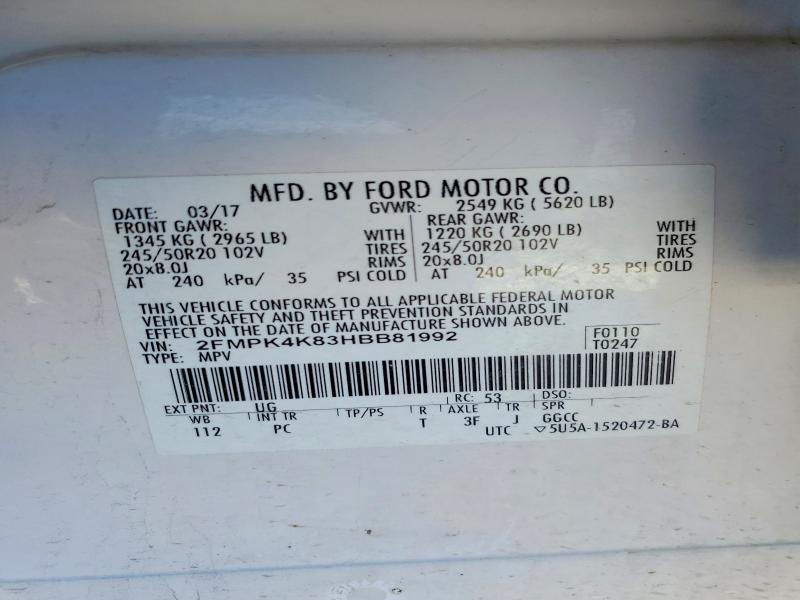 MFD. BY FORD MOTOR CO.
DATE: 03/17 GVWR: 2549 KG ( 5620 LB)
FRONT GAWR: REAR GAWR:
1345 KG ( 2965 LB) WITH 1220 KG ( 2690 LB) WITH
245/50R20 102V TIRES 245/50R20 102V TIRES
20x8.0J RIMS 20x8.0J RIMS
AT 240 kPa/ 35 PSI COLD AT 240 kPa/ 35 PSI COLD
THIS VEHICLE CONFORMS TO ALL APPLICABLE FEDERAL MOTOR
VEHICLE SAFETY AND THEFT PREVENTION STANDARDS IN
EFFECT ON THE DATE OF MANUFACTURE SHOWN ABOVE.
VIN: 2FMPK4K83HBB81992 F0110
TYPE: MPV T0247
EXT PNT: UG RC: 53 DSO:
WB INT TR TP/PS R AXLE TR SPR
112 PC T 3F J GGCC
UTC ▽5U5A-1520472-BA